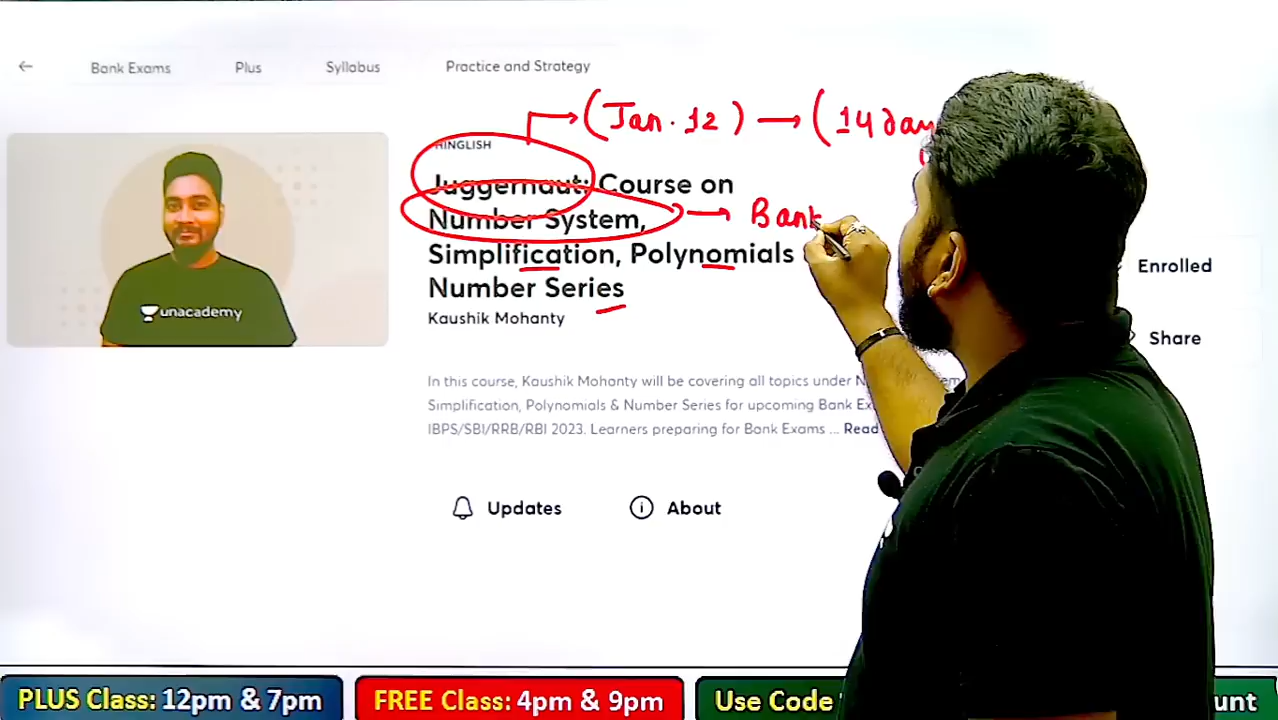 Bank Exams Plus Syllabus Practice and Strategy
(Jan. 12) → (14 day
HINGLISH
Juggernaut: Course on
Number System, → Bank
Simplification, Polynomials
Number Series
Kaushik Mohanty
unacademy
Enrolled
Share
In this course, Kaushik Mohanty will be covering all topics under
Simplification, Polynomials & Number Series for upcoming Bank
IBPS/SBI/RRB/RBI 2023. Learners preparing for Bank Exams ... Read
Updates About
PLUS Class: 12pm & 7pm FREE Class: 4pm & 9pm Use Code